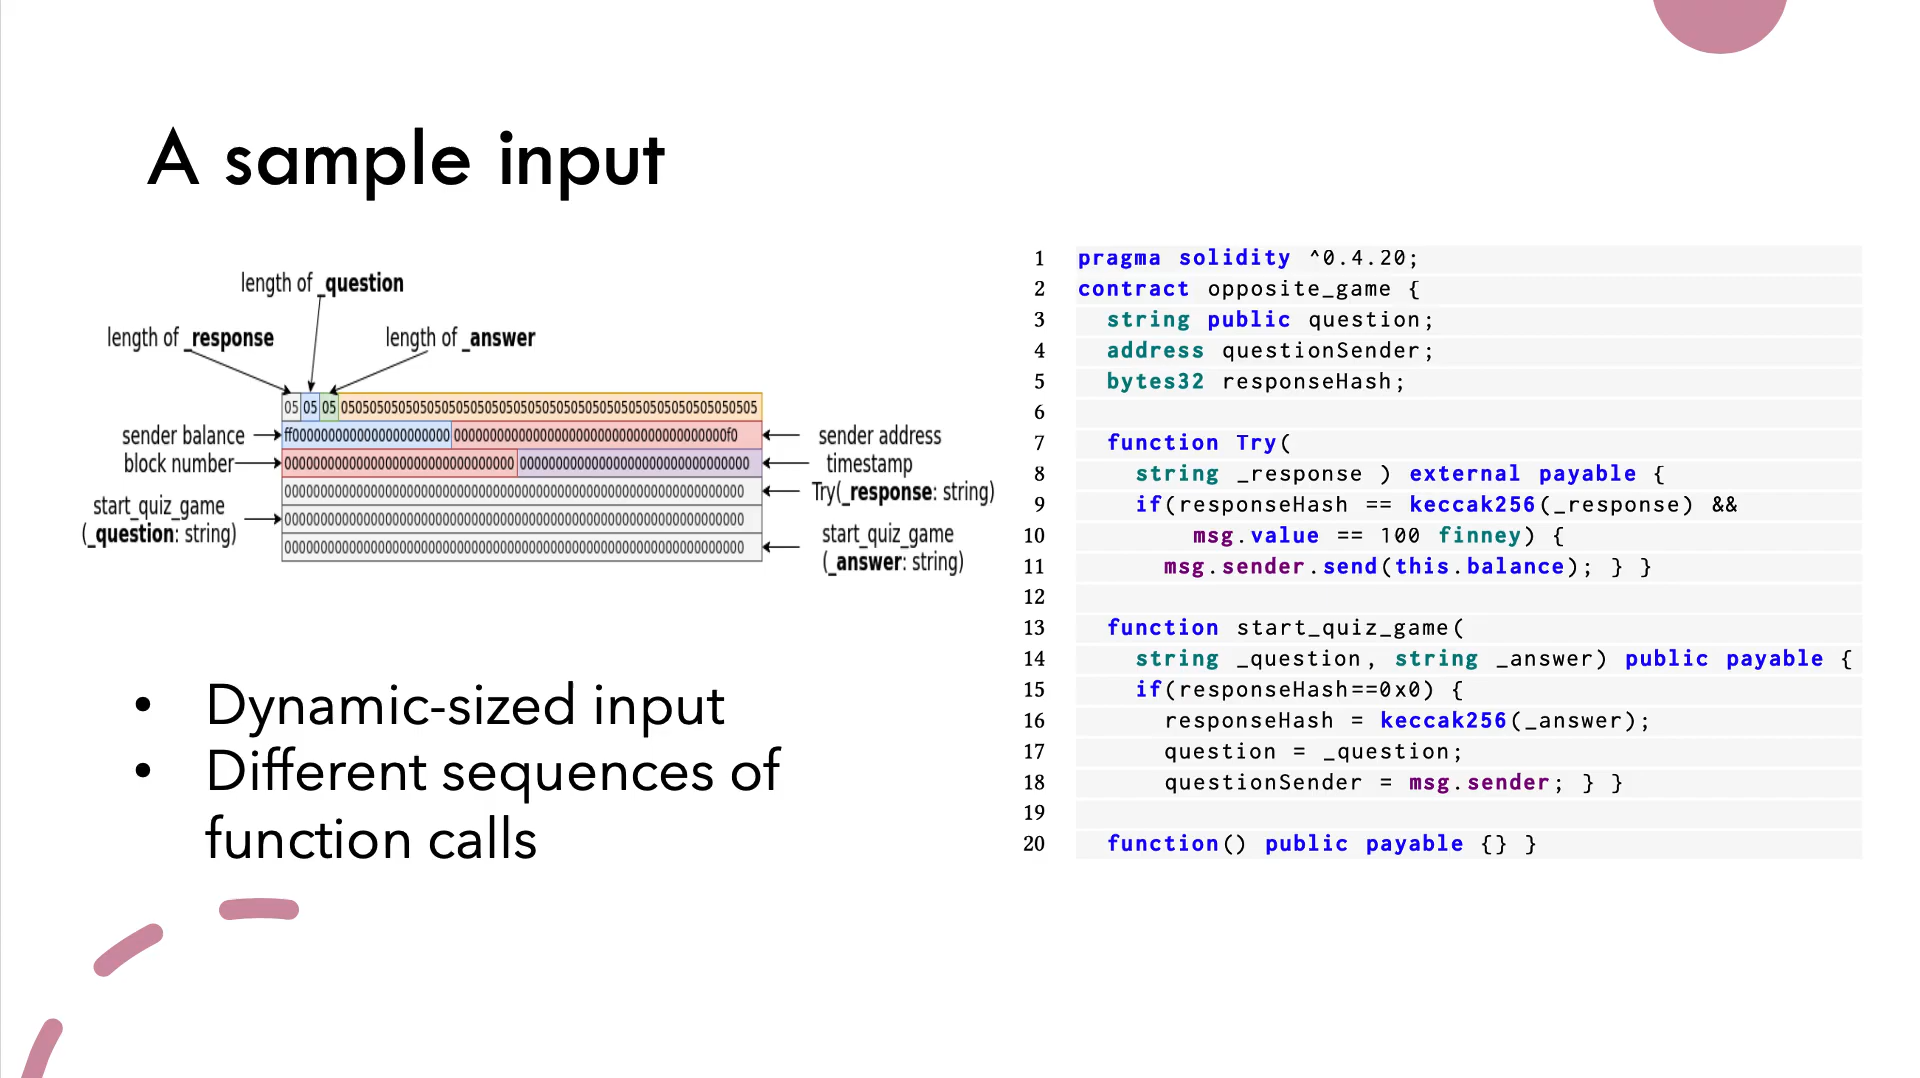 A sample input
length of _question
length of _response
length of _answer
05 05 05
sender balance
sender address
block number
timestamp
Try(_response: string)
start_quiz_game
(_question: string)
start_quiz_game
(_answer: string)
• Dynamic-sized input
• Different sequences of
function calls
1 pragma solidity ^0.4.20;
2 contract opposite_game {
3 string public question;
4 address questionSender;
5 bytes32 responseHash;
6
7 function Try(
8 string _response ) external payable {
9 if(responseHash == keccak256(_response) &&
10 msg.value == 100 finney) {
11 msg.sender.send(this.balance); } }
12
13 function start_quiz_game(
14 string _question, string _answer) public payable {
15 if(responseHash==0x0) {
16 responseHash = keccak256(_answer);
17 question = _question;
18 questionSender = msg.sender; } }
19
20 function() public payable {} }